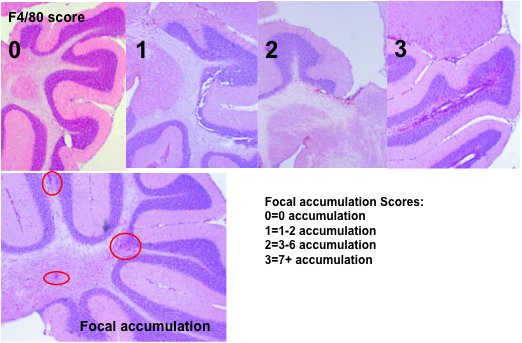 F4/80 score
0
1
2
3
Focal accumulation
Focal accumulation Scores:
0=0 accumulation
1=1-2 accumulation
2=3-6 accumulation
3=7+ accumulation